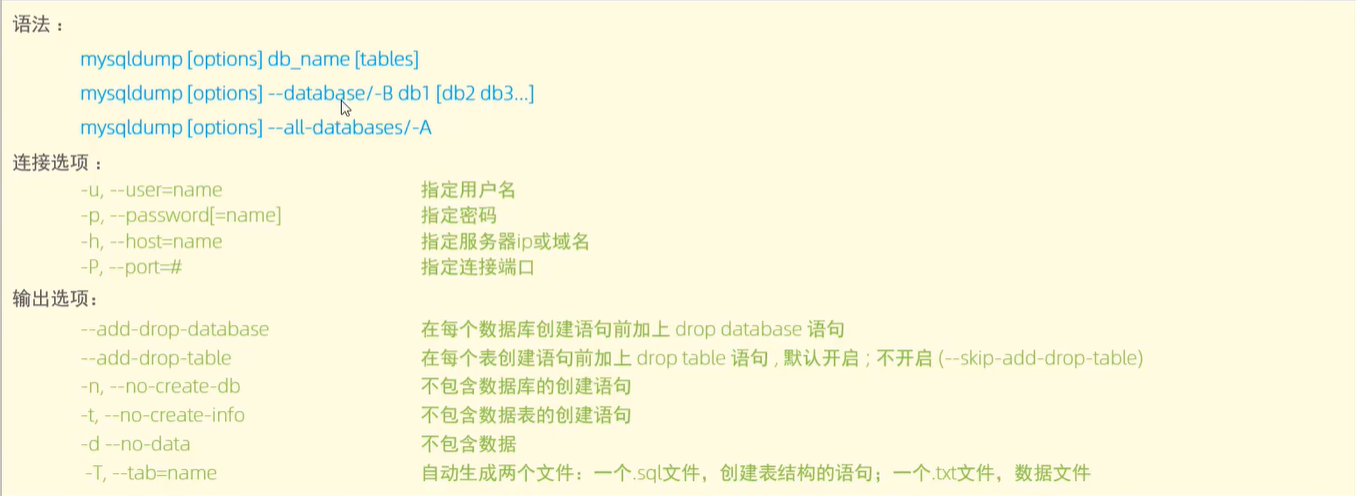 语法 :
mysqldump [options] db_name [tables]
mysqldump [options] --database/-B db1 [db2 db3...]
mysqldump [options] --all-databases/-A
连接选项 :
-u, --user=name 指定用户名
-p, --password[=name] 指定密码
-h, --host=name 指定服务器ip或域名
-P, --port=# 指定连接端口
输出选项:
--add-drop-database 在每个数据库创建语句前加上 drop database 语句
--add-drop-table 在每个表创建语句前加上 drop table 语句 , 默认开启 ; 不开启 (--skip-add-drop-table)
-n, --no-create-db 不包含数据库的创建语句
-t, --no-create-info 不包含数据表的创建语句
-d --no-data 不包含数据
-T, --tab=name 自动生成两个文件：一个.sql文件，创建表结构的语句；一个.txt文件，数据文件